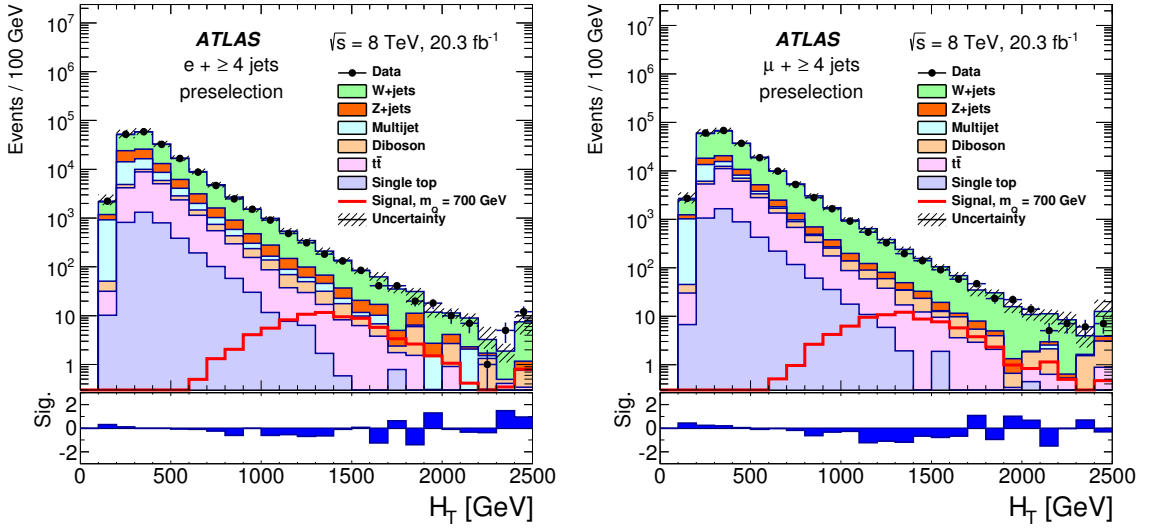 Events / 100 GeV
10⁷
10⁶
10⁵
10⁴
10³
10²
10
1
ATLAS
e + ≥ 4 jets
preselection
√s = 8 TeV, 20.3 fb⁻¹
Data
W+jets
Z+jets
Multijet
Diboson
tt̄
Single top
Signal, m_Q = 700 GeV
Uncertainty
Sig.
2
0
-2
0 500 1000 1500 2000 2500
H_T [GeV]
Events / 100 GeV
10⁷
10⁶
10⁵
10⁴
10³
10²
10
1
ATLAS
μ + ≥ 4 jets
preselection
√s = 8 TeV, 20.3 fb⁻¹
Data
W+jets
Z+jets
Multijet
Diboson
tt̄
Single top
Signal, m_Q = 700 GeV
Uncertainty
Sig.
2
0
-2
0 500 1000 1500 2000 2500
H_T [GeV]